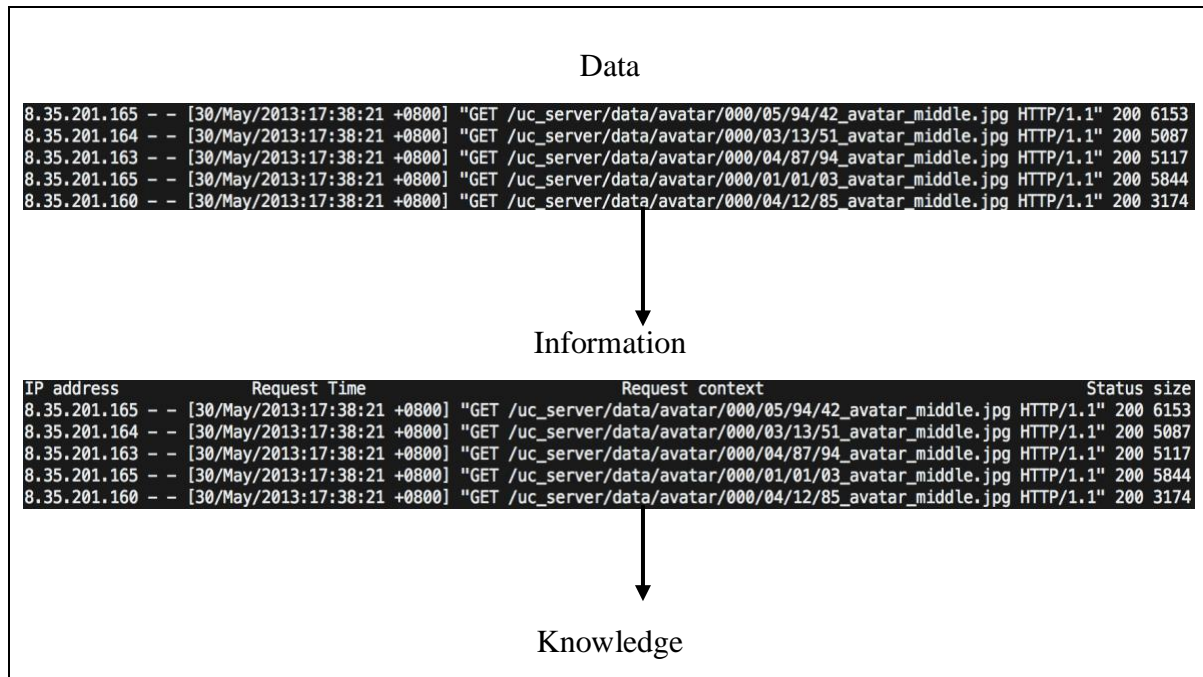 Data
8.35.201.165 - - [30/May/2013:17:38:21 +0800] "GET /uc_server/data/avatar/000/05/94/42_avatar_middle.jpg HTTP/1.1" 200 6153
8.35.201.164 - - [30/May/2013:17:38:21 +0800] "GET /uc_server/data/avatar/000/03/13/51_avatar_middle.jpg HTTP/1.1" 200 5087
8.35.201.163 - - [30/May/2013:17:38:21 +0800] "GET /uc_server/data/avatar/000/04/87/94_avatar_middle.jpg HTTP/1.1" 200 5117
8.35.201.165 - - [30/May/2013:17:38:21 +0800] "GET /uc_server/data/avatar/000/01/01/03_avatar_middle.jpg HTTP/1.1" 200 5844
8.35.201.160 - - [30/May/2013:17:38:21 +0800] "GET /uc_server/data/avatar/000/04/12/85_avatar_middle.jpg HTTP/1.1" 200 3174
Information
IP address Request Time Request context Status size
8.35.201.165 - - [30/May/2013:17:38:21 +0800] "GET /uc_server/data/avatar/000/05/94/42_avatar_middle.jpg HTTP/1.1" 200 6153
8.35.201.164 - - [30/May/2013:17:38:21 +0800] "GET /uc_server/data/avatar/000/03/13/51_avatar_middle.jpg HTTP/1.1" 200 5087
8.35.201.163 - - [30/May/2013:17:38:21 +0800] "GET /uc_server/data/avatar/000/04/87/94_avatar_middle.jpg HTTP/1.1" 200 5117
8.35.201.165 - - [30/May/2013:17:38:21 +0800] "GET /uc_server/data/avatar/000/01/01/03_avatar_middle.jpg HTTP/1.1" 200 5844
8.35.201.160 - - [30/May/2013:17:38:21 +0800] "GET /uc_server/data/avatar/000/04/12/85_avatar_middle.jpg HTTP/1.1" 200 3174
Knowledge